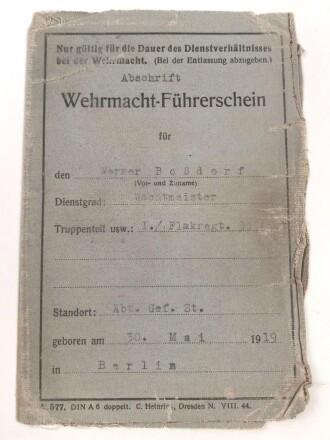 Nur gültig für die Dauer des Dienstverhältnisses
bei der Wehrmacht. (Bei der Entlassung abzugeben.)
Abschrift
Wehrmacht-Führerschein
für
den Werner Boßdorf
(Vor- und Zuname)
Dienstgrad: Wachtmeister
Truppenteil usw.: I./ Flakregt.
Standort: Abt. Gef. St.
geboren am 30. Mai 1919
in Berlin
577. DIN A 6 doppelt. C. Heinrich, Dresden N. VIII. 44.